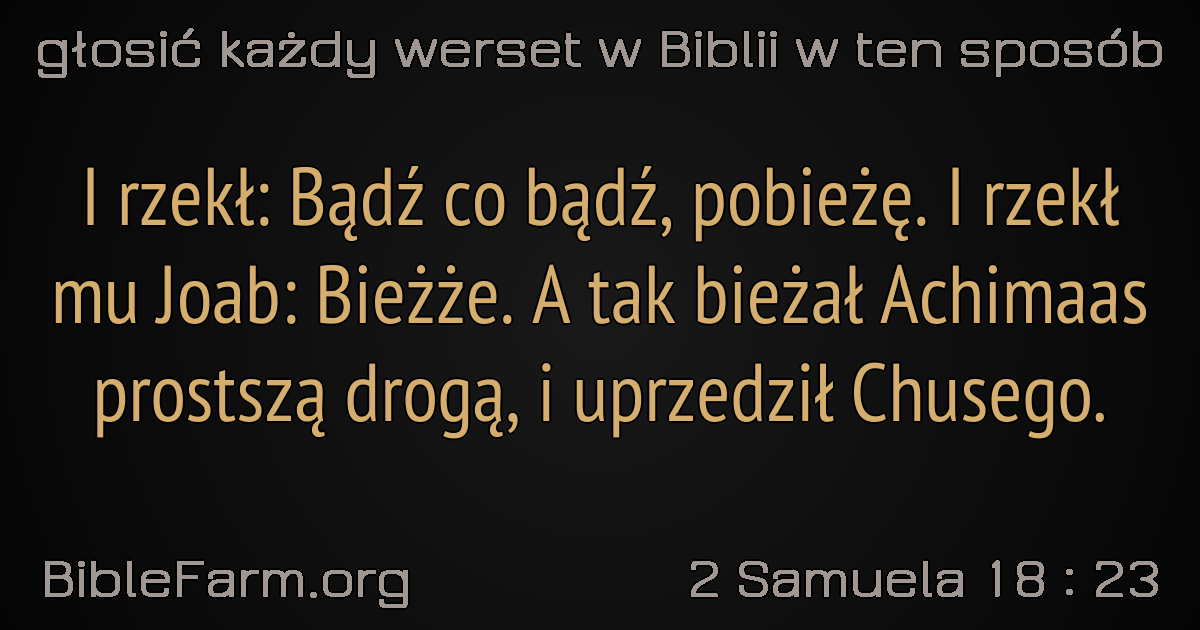 głosić każdy werset w Biblii w ten sposób
I rzekł: Bądź co bądź, pobieżę. I rzekł
mu Joab: Bieżże. A tak bieżał Achimaas
prostszą drogą, i uprzedził Chusego.
BibleFarm.org
2 Samuela 18 : 23